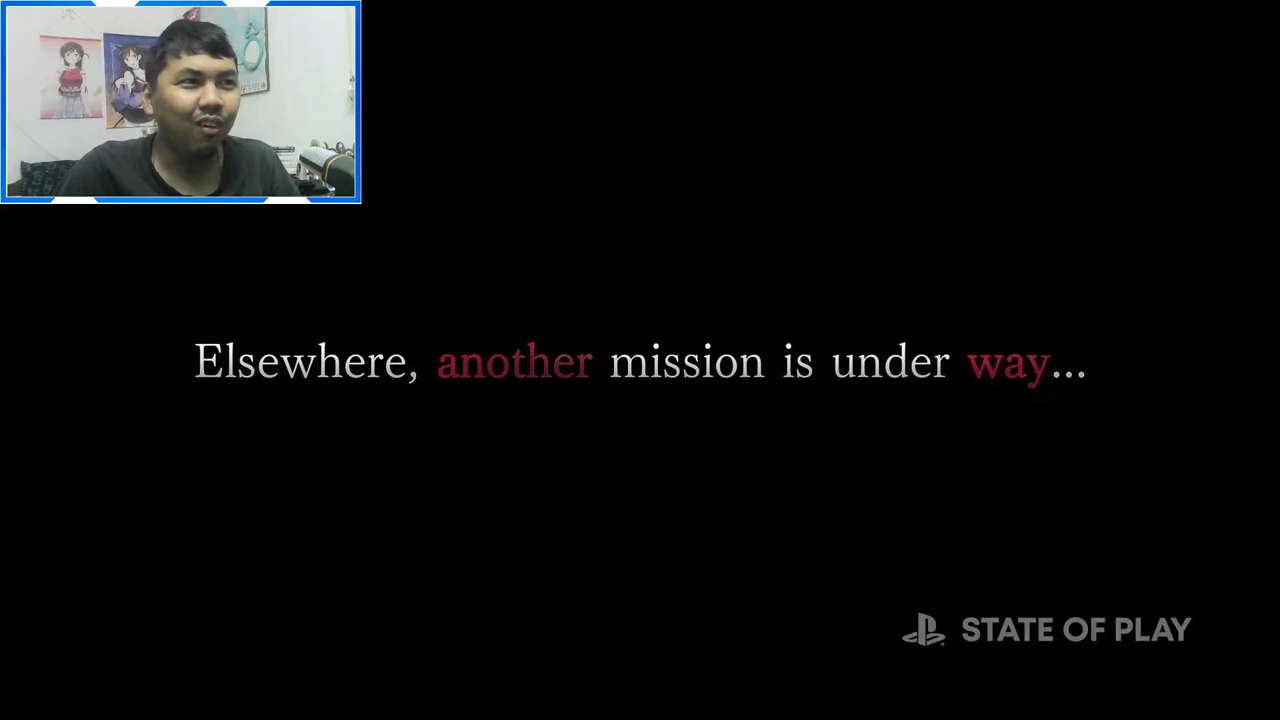 Elsewhere, another mission is under way...
STATE OF PLAY